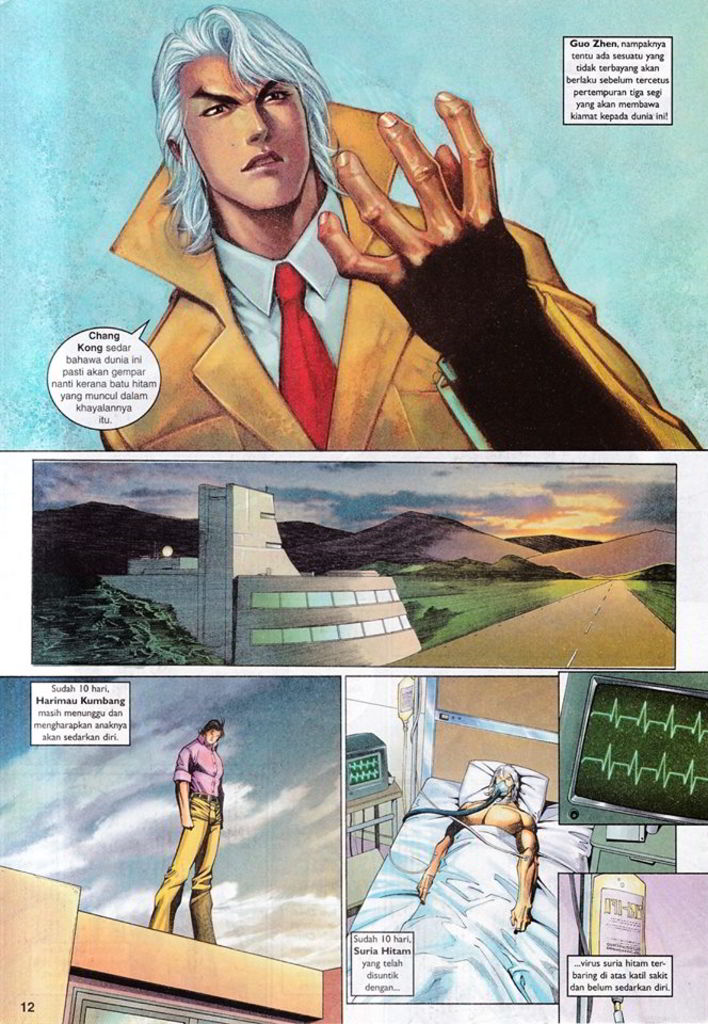 Guo Zhen, nampaknya
tentu ada sesuatu yang
tidak terbayang akan
berlaku sebelum tercetus
pertempuran tiga segi
yang akan membawa
kiamat kepada dunia ini!
Chang
Kong sedar
bahawa dunia ini
pasti akan gempar
nanti kerana batu hitam
yang muncul dalam
khayalannya
itu.
Sudah 10 hari,
Harimau Kumbang
masih menunggu dan
mengharapkan anaknya
akan sedarkan diri.
Sudah 10 hari,
Suria Hitam
yang telah
disuntik
dengan...
...virus suria hitam ter-
baring di atas katil sakit
dan belum sedarkan diri.
12